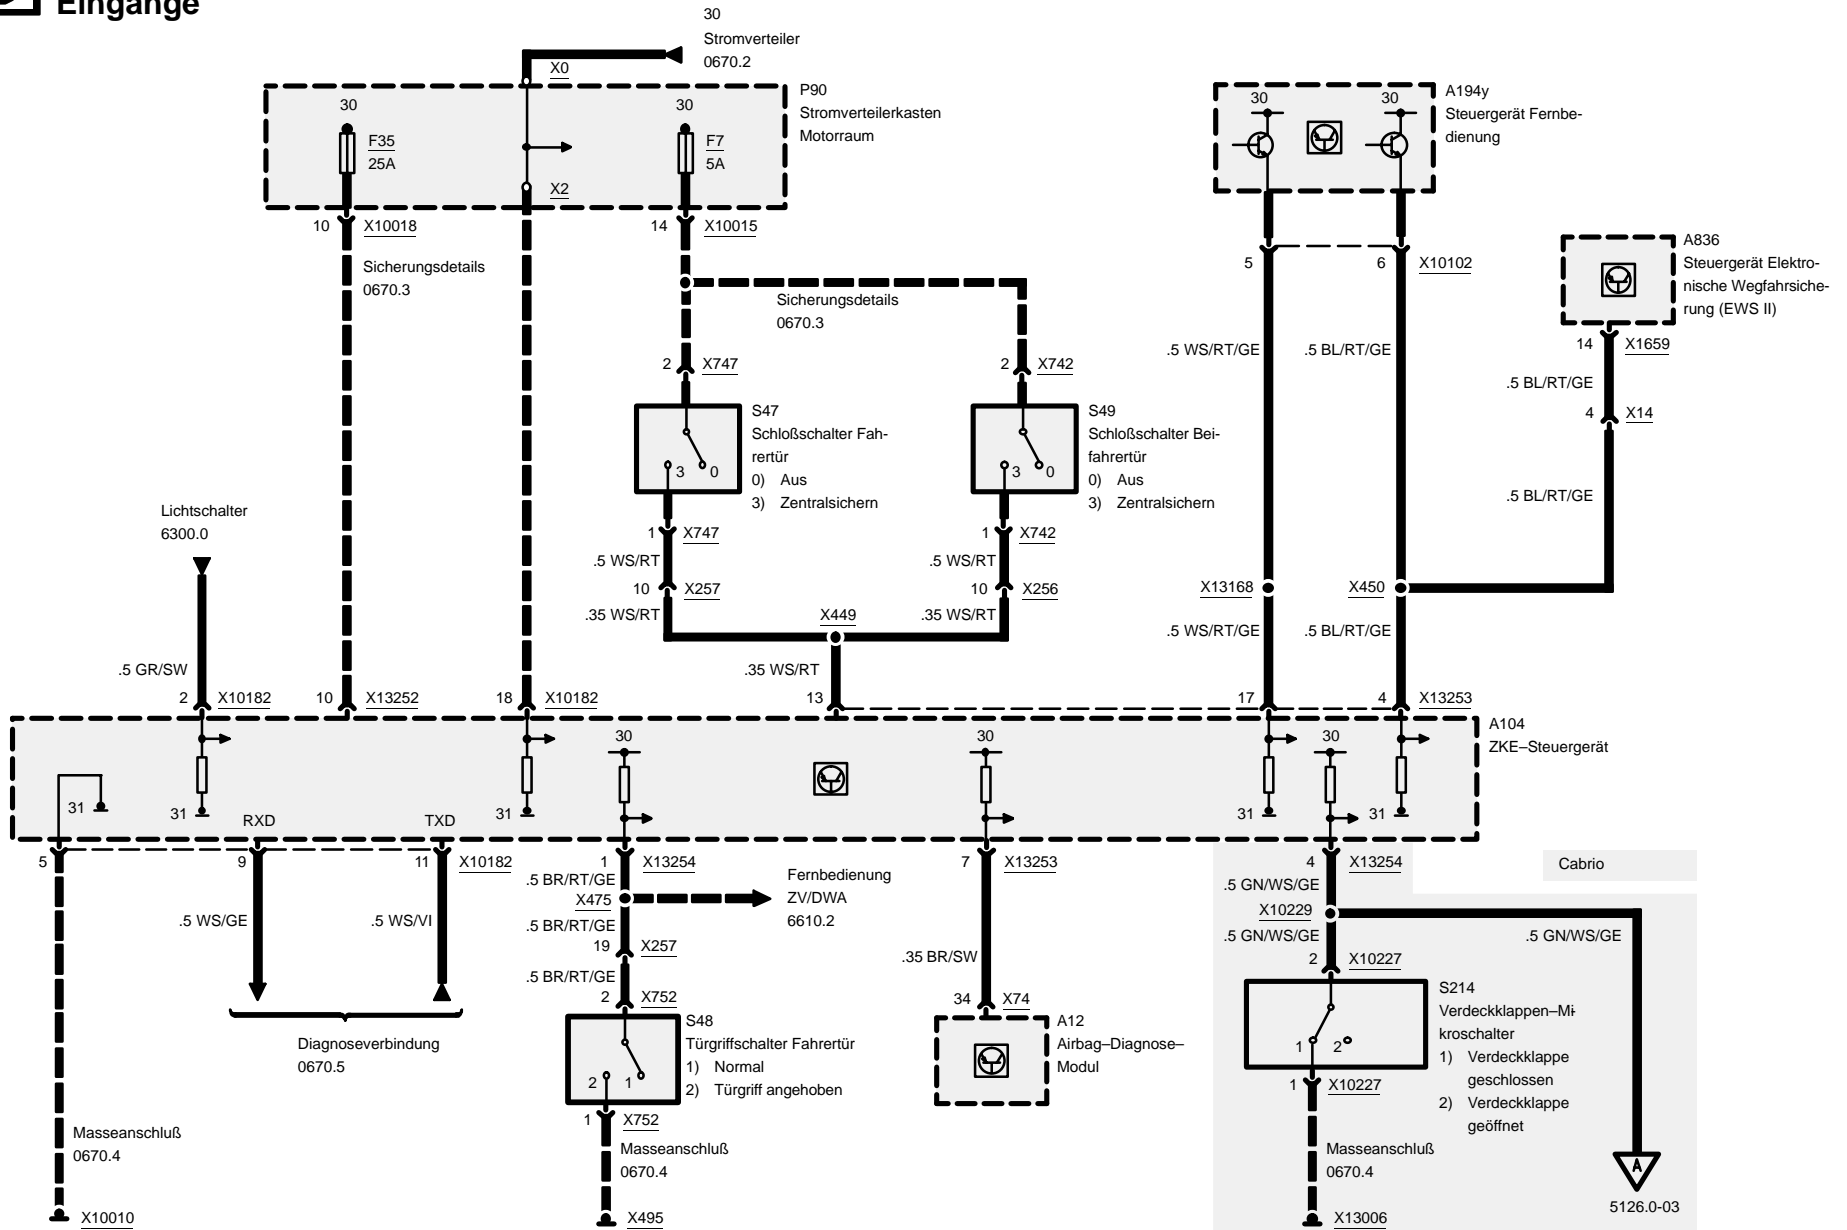 Eingänge
30
Stromverteiler
0670.2
X0
P90
Stromverteilerkasten
Motorraum
30
F35
25A
30
F7
5A
X2
10
X10018
14
X10015
Sicherungsdetails
0670.3
Sicherungsdetails
0670.3
A194y
Steuergerät Fernbe-
dienung
30
30
5
6
X10102
A836
Steuergerät Elektro-
nische Wegfahrsiche-
rung (EWS II)
14
X1659
.5 BL/RT/GE
4
X14
.5 BL/RT/GE
.5 WS/RT/GE
.5 BL/RT/GE
2
X747
2
X742
S47
Schloßschalter Fah-
rertür
0) Aus
3) Zentralsichern
3
0
S49
Schloßschalter Bei-
fahrertür
0) Aus
3) Zentralsichern
3
0
1
X747
1
X742
.5 WS/RT
.5 WS/RT
10
X257
10
X256
.35 WS/RT
.35 WS/RT
X449
.35 WS/RT
X13168
X450
.5 WS/RT/GE
.5 BL/RT/GE
Lichtschalter
6300.0
.5 GR/SW
2
X10182
10
X13252
18
X10182
13
17
4
X13253
A104
ZKE–Steuergerät
30
30
30
31
31
31
31
31
RXD
TXD
5
9
11
X10182
1
X13254
7
X13253
4
X13254
Cabrio
.5 WS/GE
.5 WS/VI
Diagnoseverbindung
0670.5
.5 BR/RT/GE
X475
.5 BR/RT/GE
Fernbedienung
ZV/DWA
6610.2
19
X257
.5 BR/RT/GE
2
X752
S48
Türgriffschalter Fahrertür
1) Normal
2) Türgriff angehoben
2
1
1
X752
Masseanschluß
0670.4
X495
.35 BR/SW
34
X74
A12
Airbag–Diagnose–
Modul
.5 GN/WS/GE
X10229
.5 GN/WS/GE
.5 GN/WS/GE
2
X10227
S214
Verdeckklappen–Mi-
kroschalter
1) Verdeckklappe
geschlossen
2) Verdeckklappe
geöffnet
1
2
1
X10227
Masseanschluß
0670.4
X13006
A
5126.0-03
Masseanschluß
0670.4
X10010